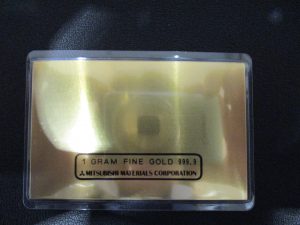 1 GRAM FINE GOLD 999.9
MITSUBISHI MATERIALS CORPORATION